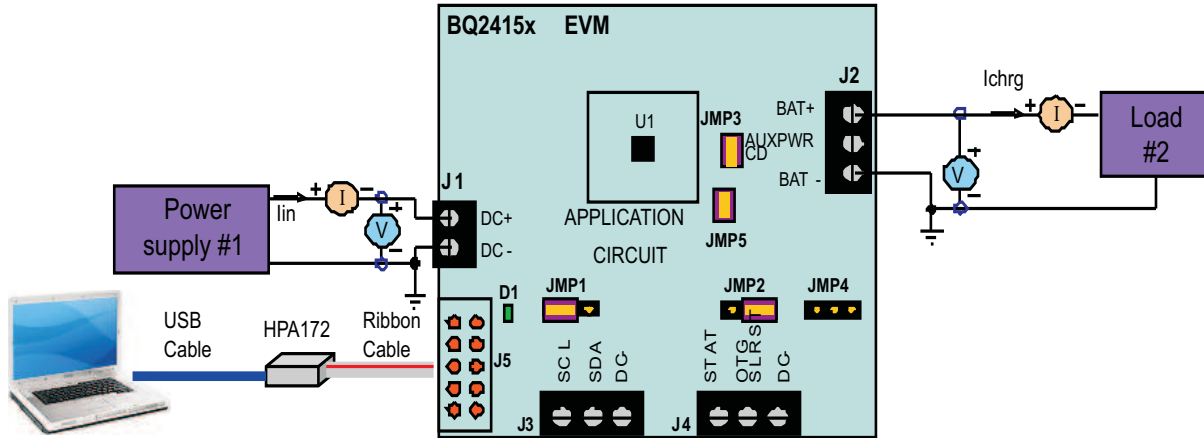 BQ2415x EVM
J2
Ichrg
+
I
-
Load
#2
BAT+
AUXPWR
CD
BAT -
+
V
-
U1
JMP3
JMP5
APPLICATION
CIRCUIT
J1
DC+
DC -
Power
supply #1
Iin
+
I
-
+
V
-
D1
JMP1
JMP2
JMP4
USB
Cable
HPA172
Ribbon
Cable
J5
SC L
SDA
DC-
J3
ST AT
OTG
SLRS T
DC-
J4